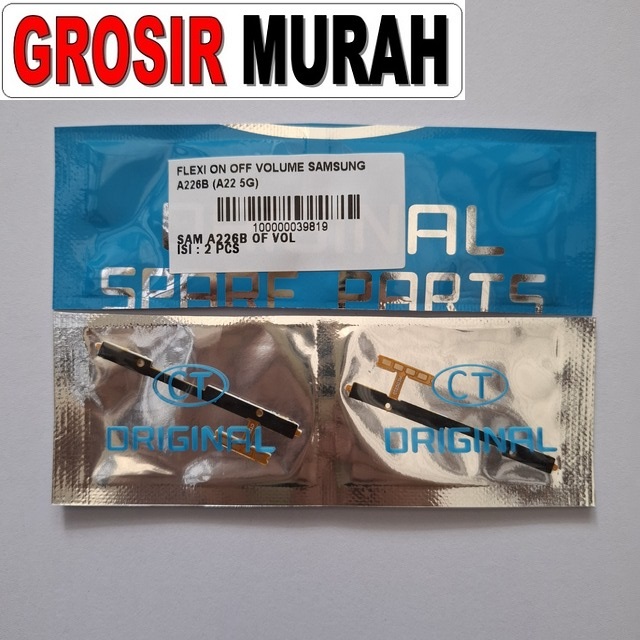 GROSIR MURAH
FLEXI ON OFF VOLUME SAMSUNG
A226B (A22 5G)
100000039819
SAM A226B OF VOL
ISI : 2 PCS
SPARE PARTS
CT
ORIGINAL
CT
ORIGINAL